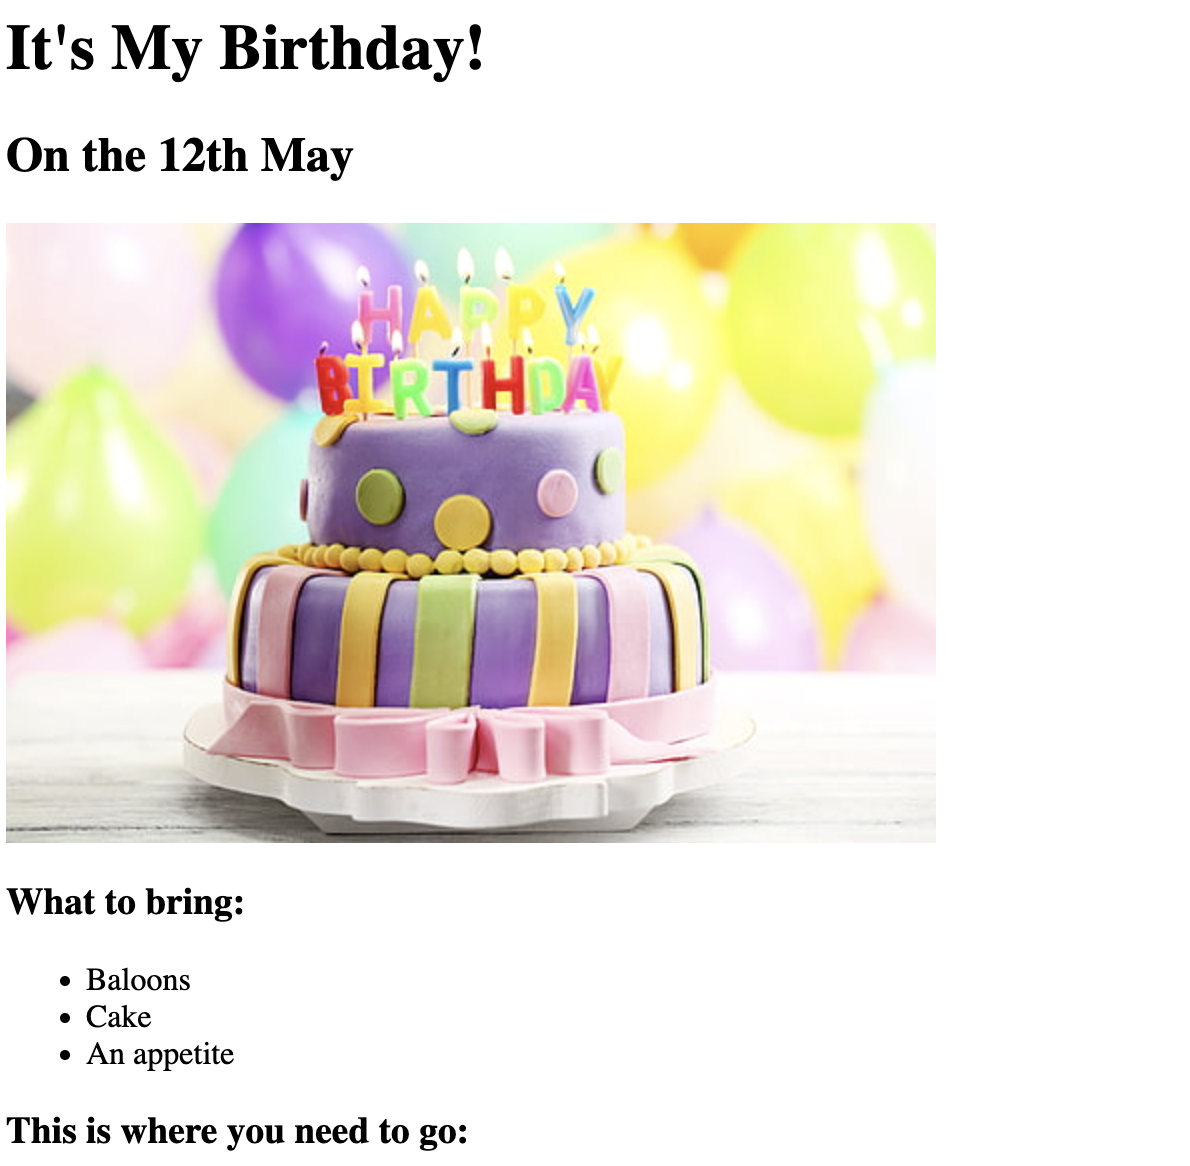 It's My Birthday!
On the 12th May
HAPPY
BIRTHDAY
What to bring:
Baloons
Cake
An appetite
This is where you need to go: